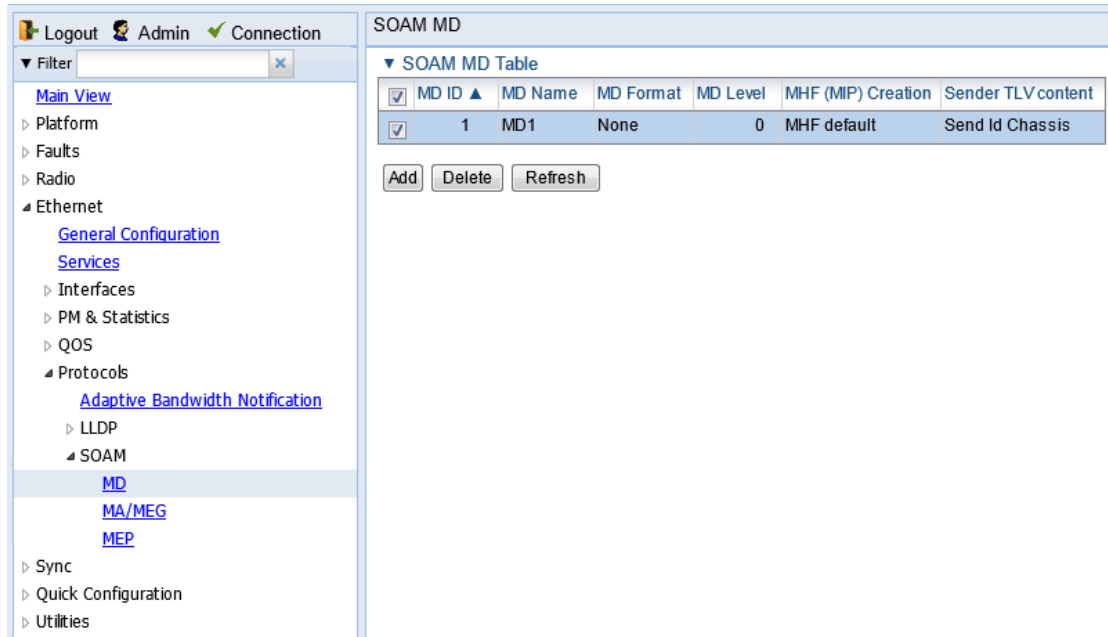 Logout Admin Connection
Filter
Main View
Platform
Faults
Radio
Ethernet
General Configuration
Services
Interfaces
PM & Statistics
QOS
Protocols
Adaptive Bandwidth Notification
LLDP
SOAM
MD
MA/MEG
MEP
Sync
Quick Configuration
Utilities
SOAM MD
SOAM MD Table
MD ID ▲ MD Name MD Format MD Level MHF (MIP) Creation Sender TLV content
1 MD1 None 0 MHF default Send Id Chassis
Add Delete Refresh